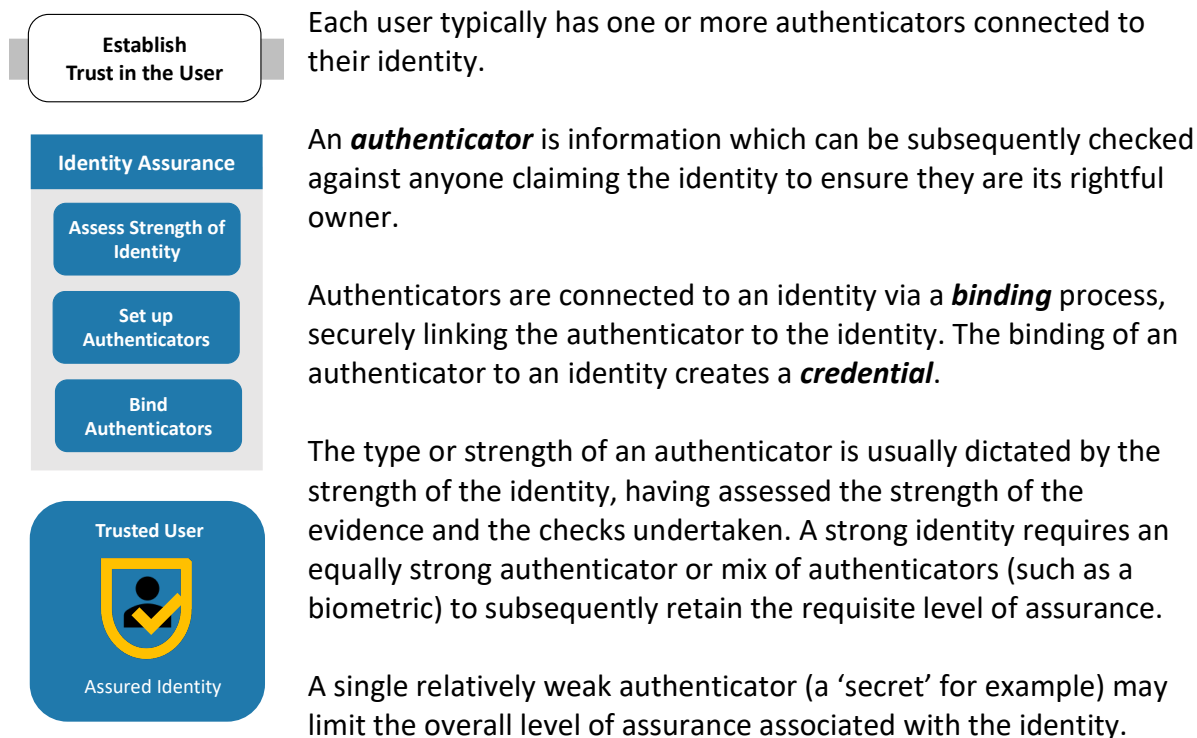 Establish
Trust in the User
Identity Assurance
Assess Strength of
Identity
Set up
Authenticators
Bind
Authenticators
Trusted User
Assured Identity
Each user typically has one or more authenticators connected to
their identity.
An authenticator is information which can be subsequently checked
against anyone claiming the identity to ensure they are its rightful
owner.
Authenticators are connected to an identity via a binding process,
securely linking the authenticator to the identity. The binding of an
authenticator to an identity creates a credential.
The type or strength of an authenticator is usually dictated by the
strength of the identity, having assessed the strength of the
evidence and the checks undertaken. A strong identity requires an
equally strong authenticator or mix of authenticators (such as a
biometric) to subsequently retain the requisite level of assurance.
A single relatively weak authenticator (a ‘secret’ for example) may
limit the overall level of assurance associated with the identity.